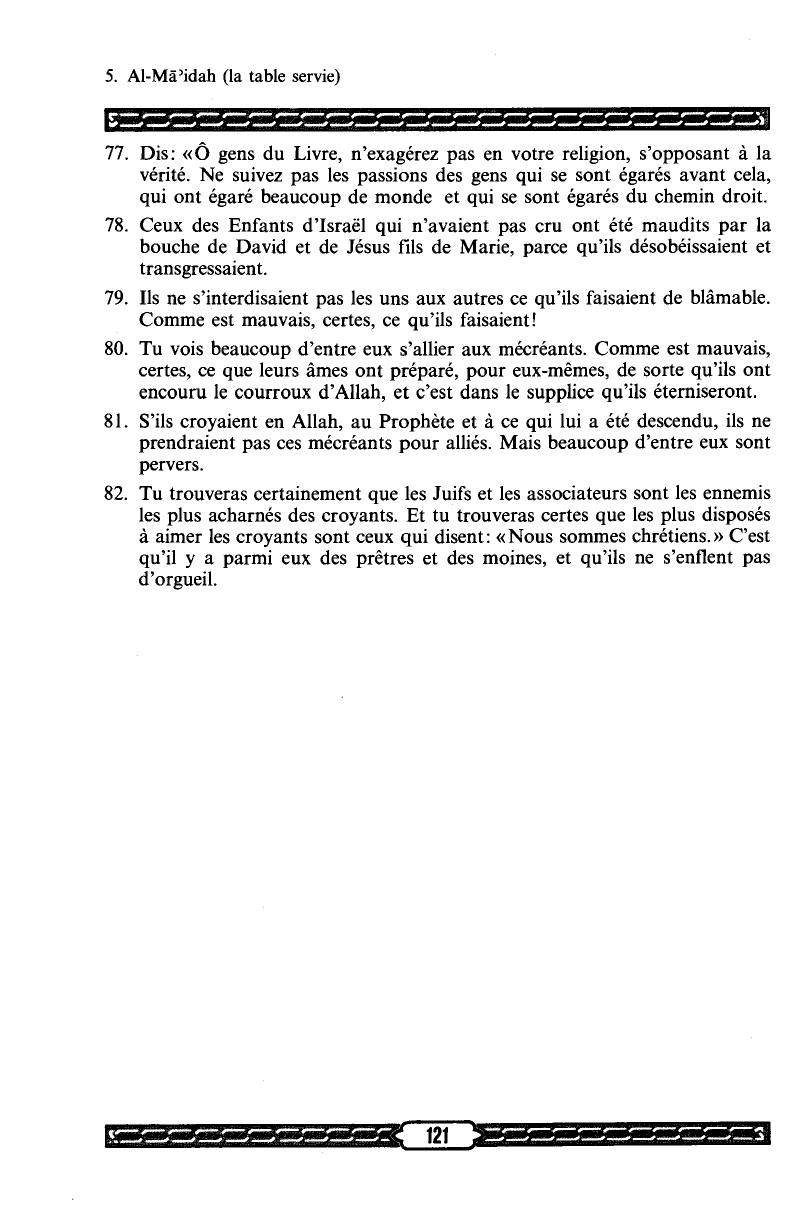 5. Al-Māʾidah (la table servie)
77. Dis: «Ô gens du Livre, n’exagérez pas en votre religion, s’opposant à la
vérité. Ne suivez pas les passions des gens qui se sont égarés avant cela,
qui ont égaré beaucoup de monde et qui se sont égarés du chemin droit.
78. Ceux des Enfants d’Israël qui n’avaient pas cru ont été maudits par la
bouche de David et de Jésus fils de Marie, parce qu’ils désobéissaient et
transgressaient.
79. Ils ne s’interdisaient pas les uns aux autres ce qu’ils faisaient de blâmable.
Comme est mauvais, certes, ce qu’ils faisaient!
80. Tu vois beaucoup d’entre eux s’allier aux mécréants. Comme est mauvais,
certes, ce que leurs âmes ont préparé, pour eux-mêmes, de sorte qu’ils ont
encouru le courroux d’Allah, et c’est dans le supplice qu’ils éterniseront.
81. S’ils croyaient en Allah, au Prophète et à ce qui lui a été descendu, ils ne
prendraient pas ces mécréants pour alliés. Mais beaucoup d’entre eux sont
pervers.
82. Tu trouveras certainement que les Juifs et les associateurs sont les ennemis
les plus acharnés des croyants. Et tu trouveras certes que les plus disposés
à aimer les croyants sont ceux qui disent: «Nous sommes chrétiens.» C’est
qu’il y a parmi eux des prêtres et des moines, et qu’ils ne s’enflent pas
d’orgueil.
121